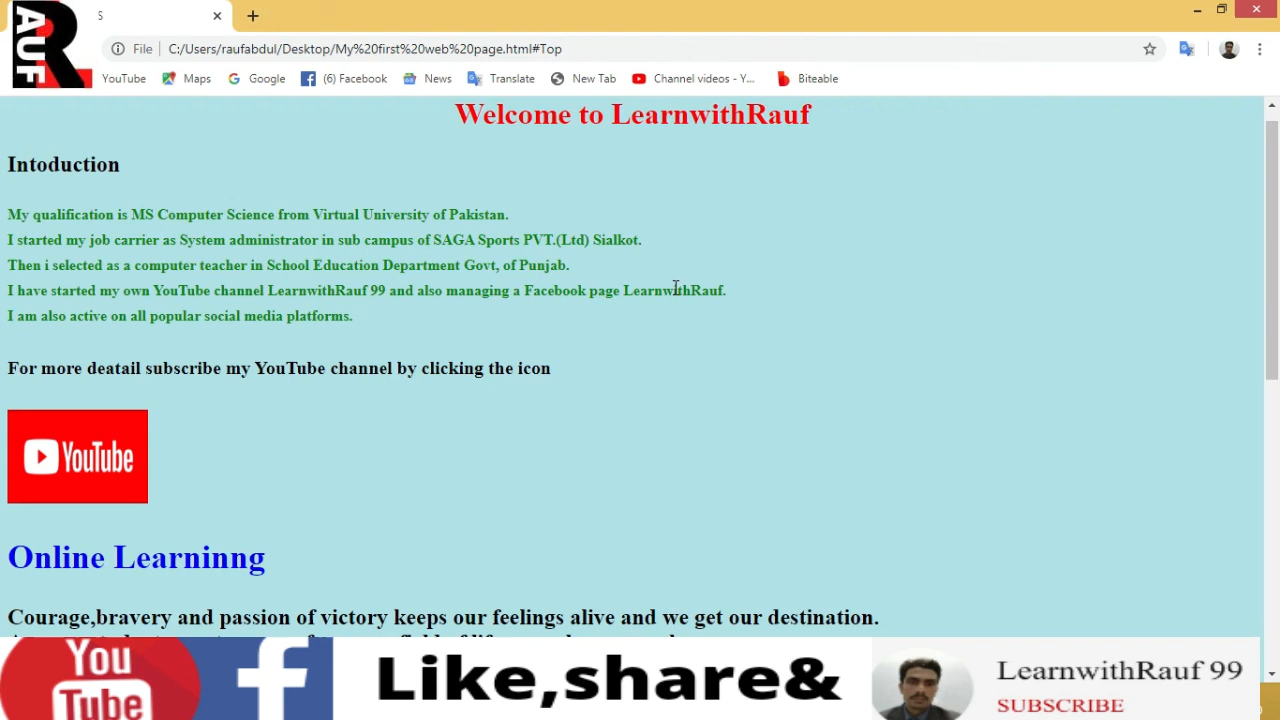 S
RAUF
File C:/Users/raufabdul/Desktop/My%20first%20web%20page.html#Top
YouTube Maps Google (6) Facebook News Translate New Tab Channel videos - Y... Biteable
Welcome to LearnwithRauf
Intoduction
My qualification is MS Computer Science from Virtual University of Pakistan.
I started my job carrier as System administrator in sub campus of SAGA Sports PVT.(Ltd) Sialkot.
Then i selected as a computer teacher in School Education Department Govt, of Punjab.
I have started my own YouTube channel LearnwithRauf 99 and also managing a Facebook page LearnwithRauf.
I am also active on all popular social media platforms.
For more deatail subscribe my YouTube channel by clicking the icon
YouTube
Online Learninng
Courage,bravery and passion of victory keeps our feelings alive and we get our destination.
You Tube
Like,share&
LearnwithRauf 99
SUBSCRIBE